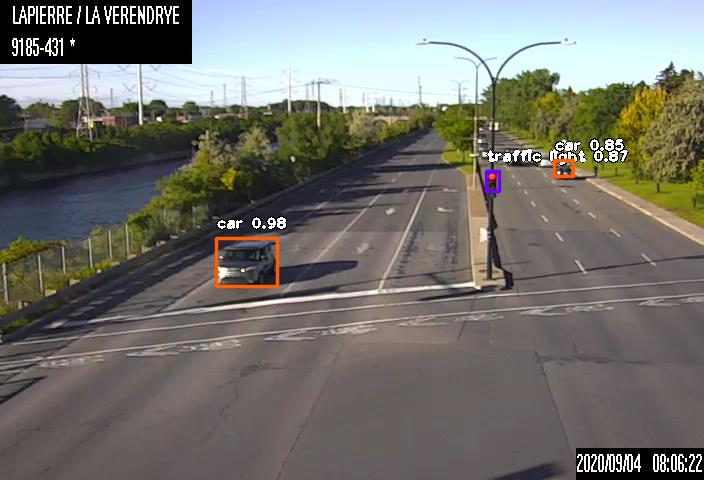 LAPIERRE / LA VERENDRYE
9185-431 *
car 0.85
traffic light 0.87
car 0.98
2020/09/04 08:06:22